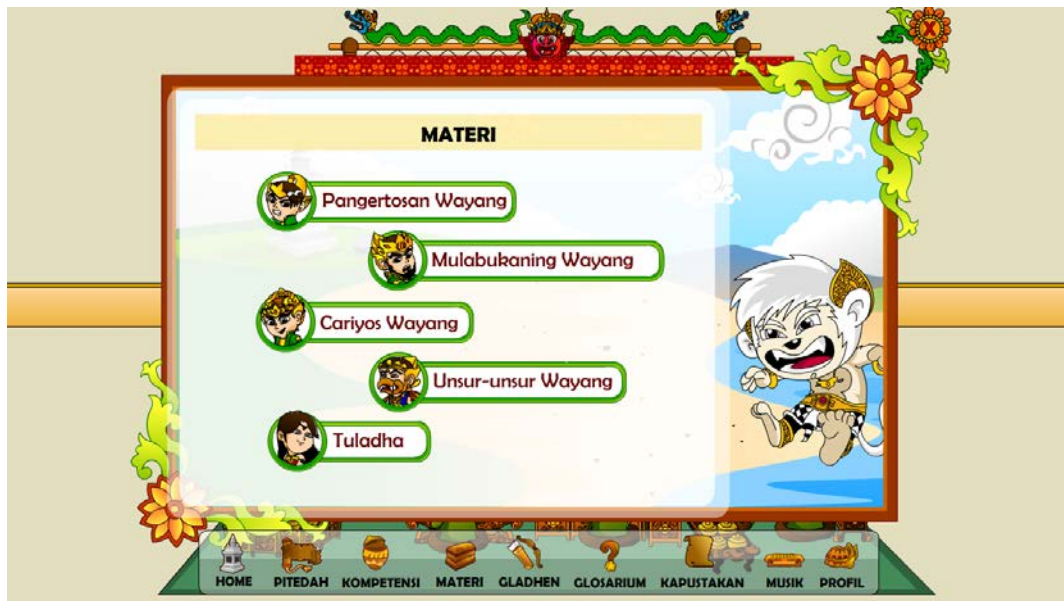 X
MATERI
Pangertosan Wayang
Mulabukaning Wayang
Cariyos Wayang
Unsur-unsur Wayang
Tuladha
HOME PITEDAH KOMPETENSI MATERI GLADHEN GLOSARIUM KAPUSTAKAN MUSIK PROFIL